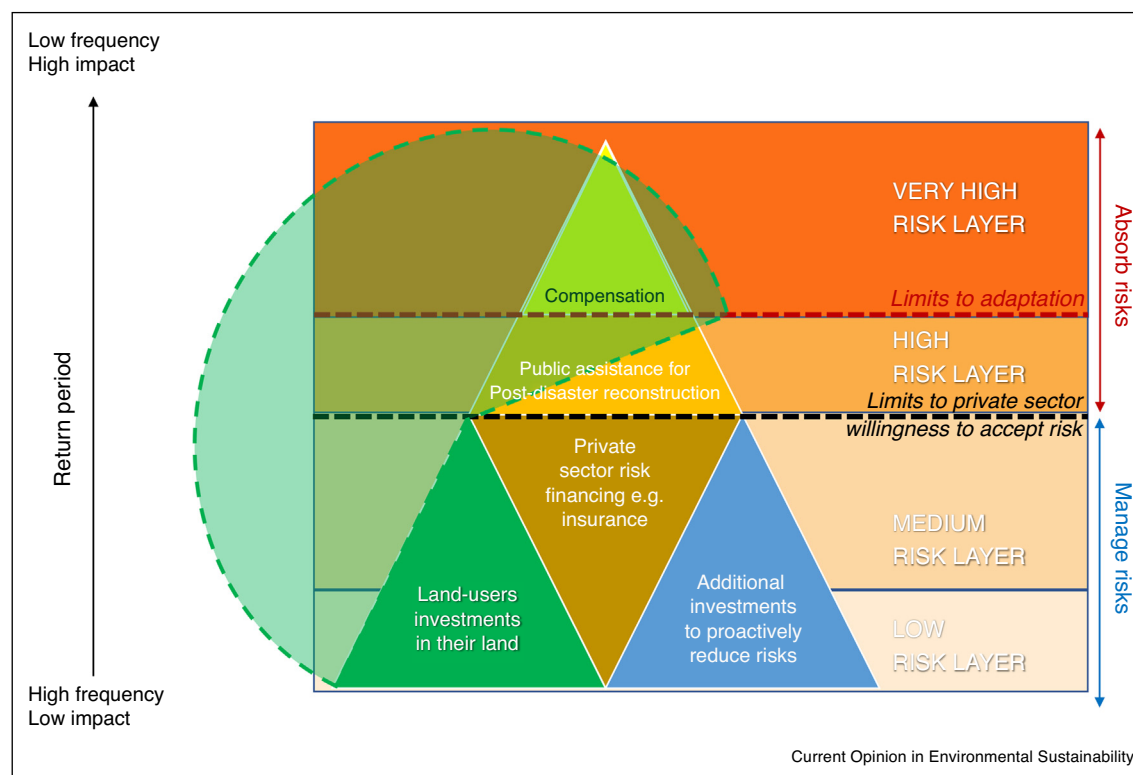 Low frequency
High impact
Return period
High frequency
Low impact
VERY HIGH
RISK LAYER
Compensation
Limits to adaptation
HIGH
RISK LAYER
Public assistance for
Post-disaster reconstruction
Limits to private sector
willingness to accept risk
Private
sector risk
financing e.g.
insurance
MEDIUM
RISK LAYER
Land-users
investments
in their land
Additional
investments
to proactively
reduce risks
LOW
RISK LAYER
Absorb risks
Manage risks
Current Opinion in Environmental Sustainability